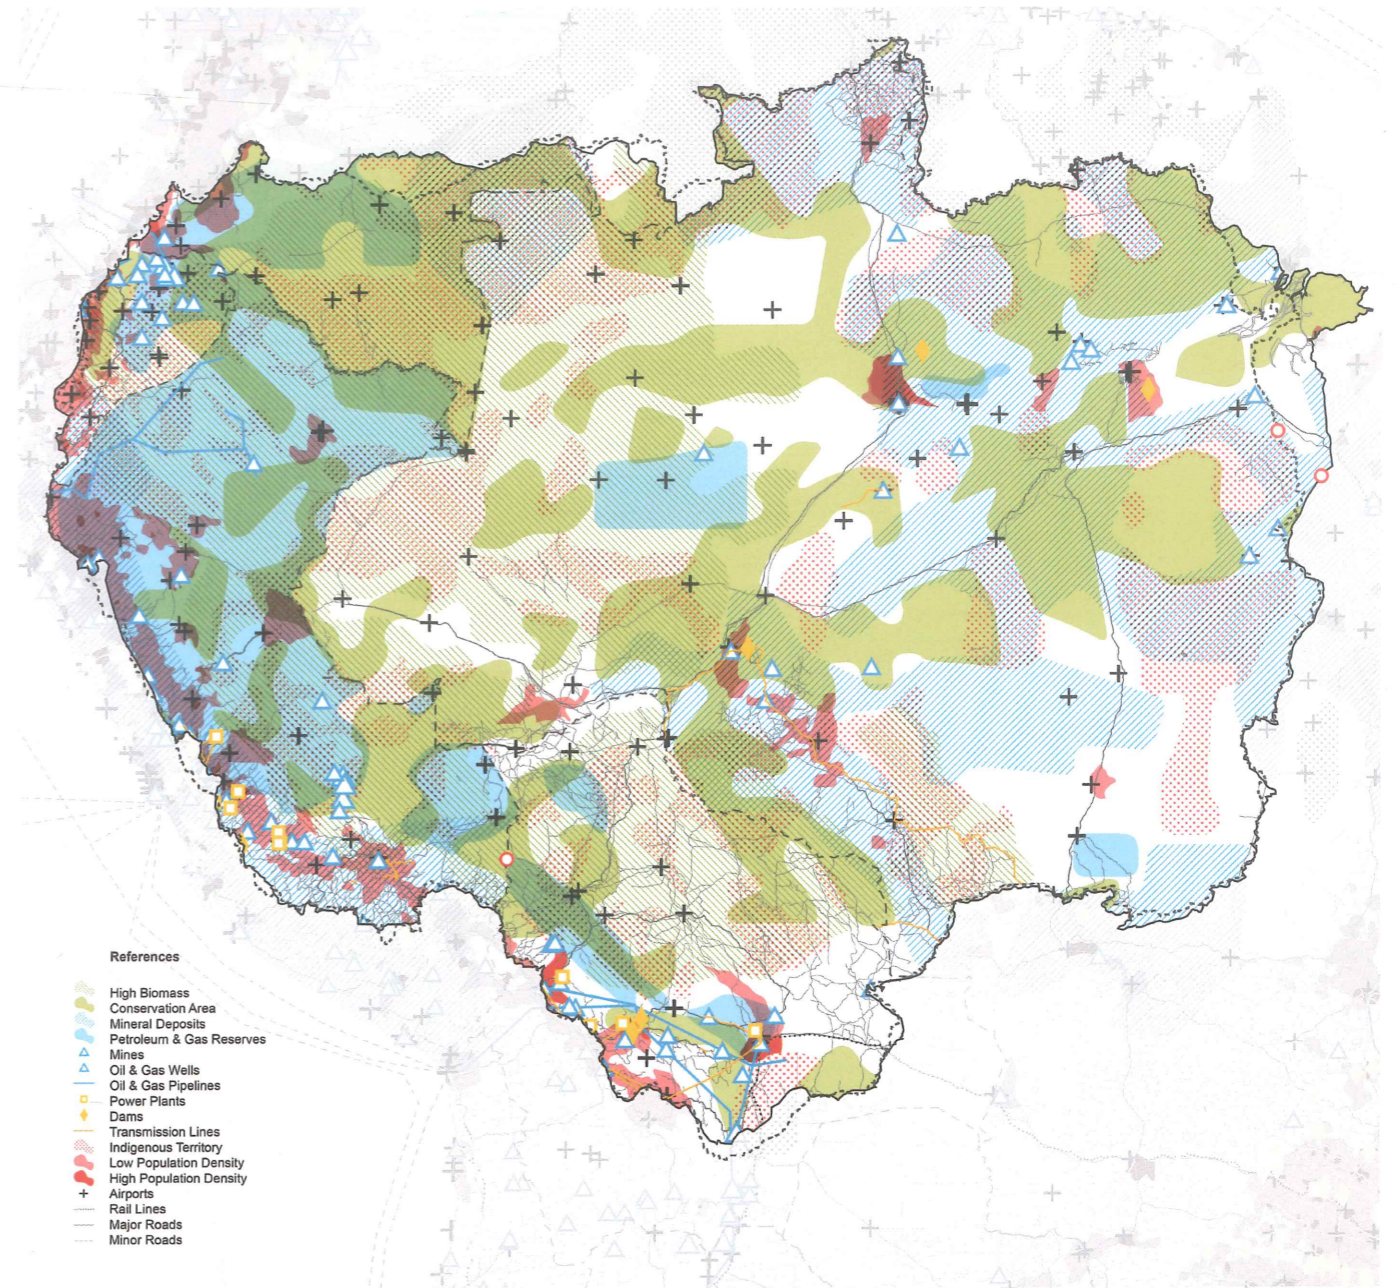 References
High Biomass
Conservation Area
Mineral Deposits
Petroleum & Gas Reserves
Mines
Oil & Gas Wells
Oil & Gas Pipelines
Power Plants
Dams
Transmission Lines
Indigenous Territory
Low Population Density
High Population Density
Airports
Rail Lines
Major Roads
Minor Roads